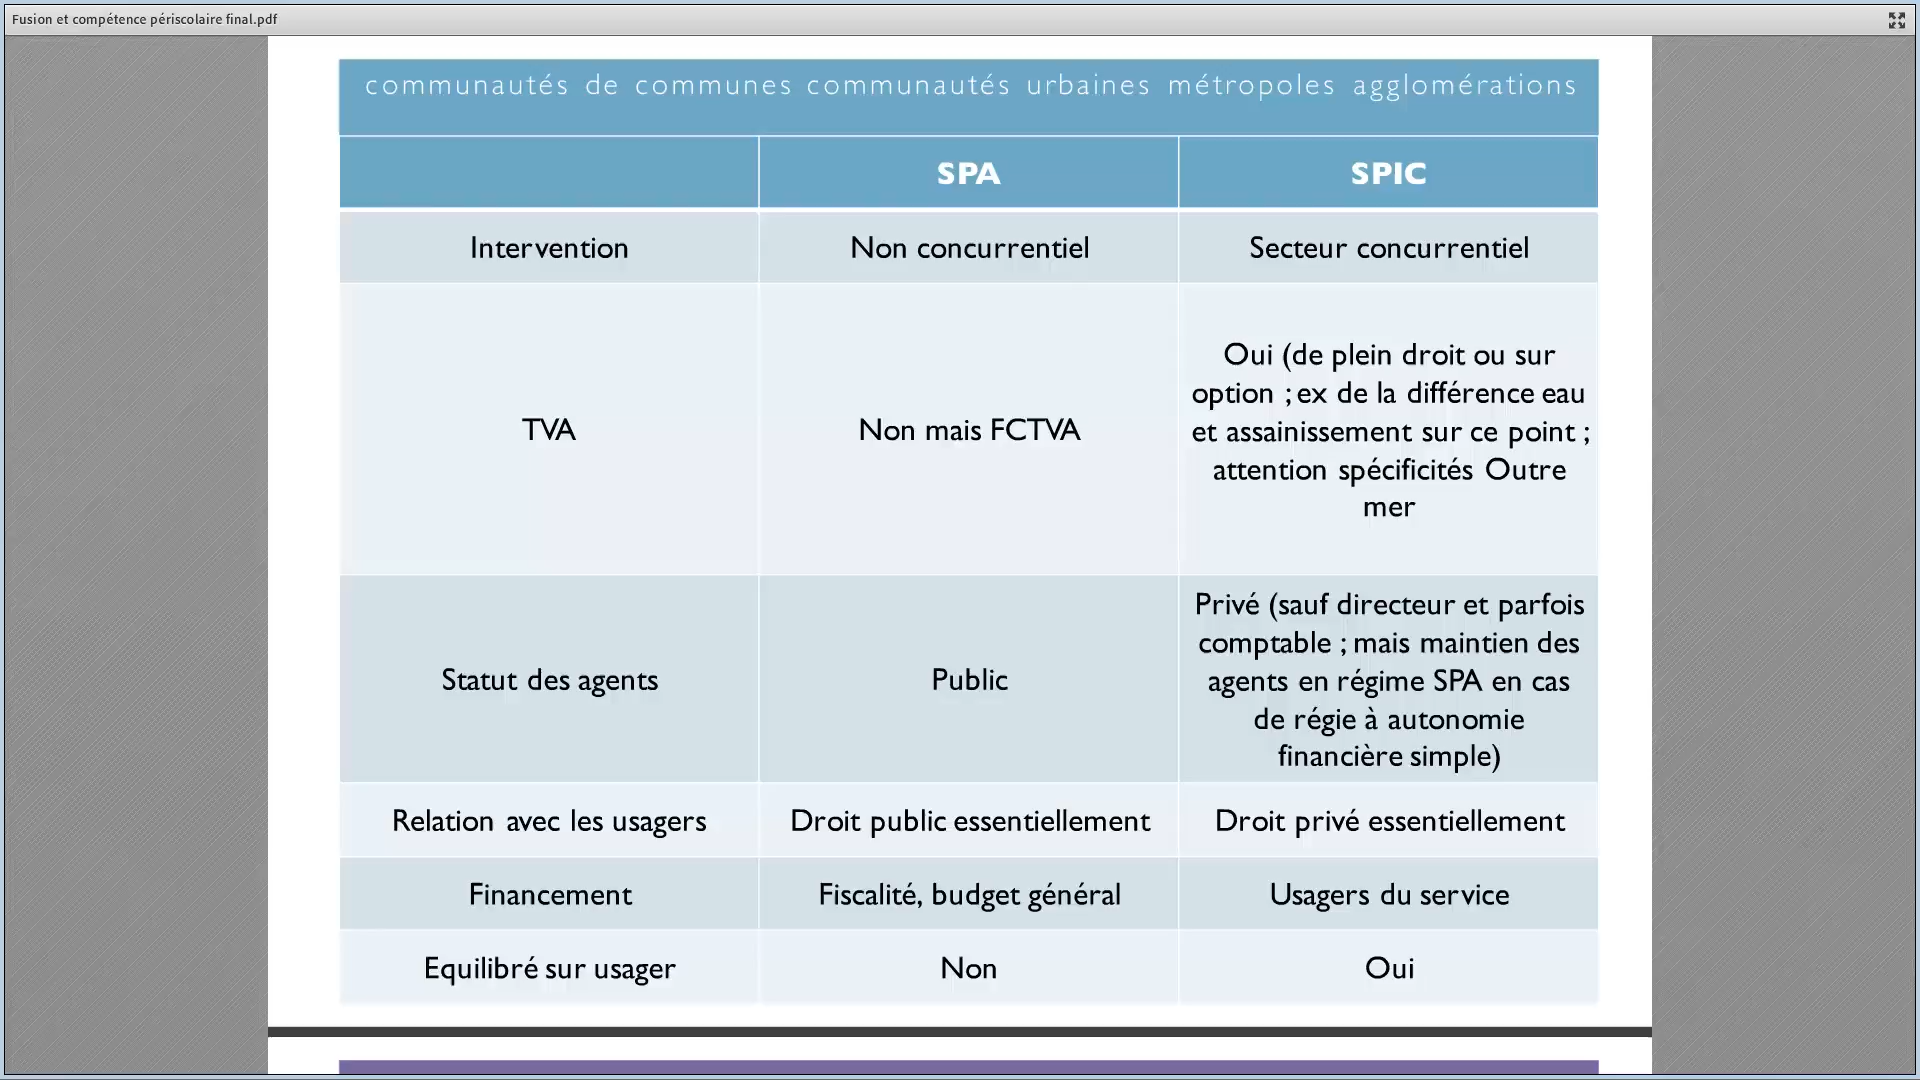 Fusion et compétence périscolaire final.pdf
communautés de communes communautés urbaines métropoles agglomérations
SPA
SPIC
Intervention
Non concurrentiel
Secteur concurrentiel
TVA
Non mais FCTVA
Oui (de plein droit ou sur
option ; ex de la différence eau
et assainissement sur ce point ;
attention spécificités Outre
mer
Statut des agents
Public
Privé (sauf directeur et parfois
comptable ; mais maintien des
agents en régime SPA en cas
de régie à autonomie
financière simple)
Relation avec les usagers
Droit public essentiellement
Droit privé essentiellement
Financement
Fiscalité, budget général
Usagers du service
Equilibré sur usager
Non
Oui